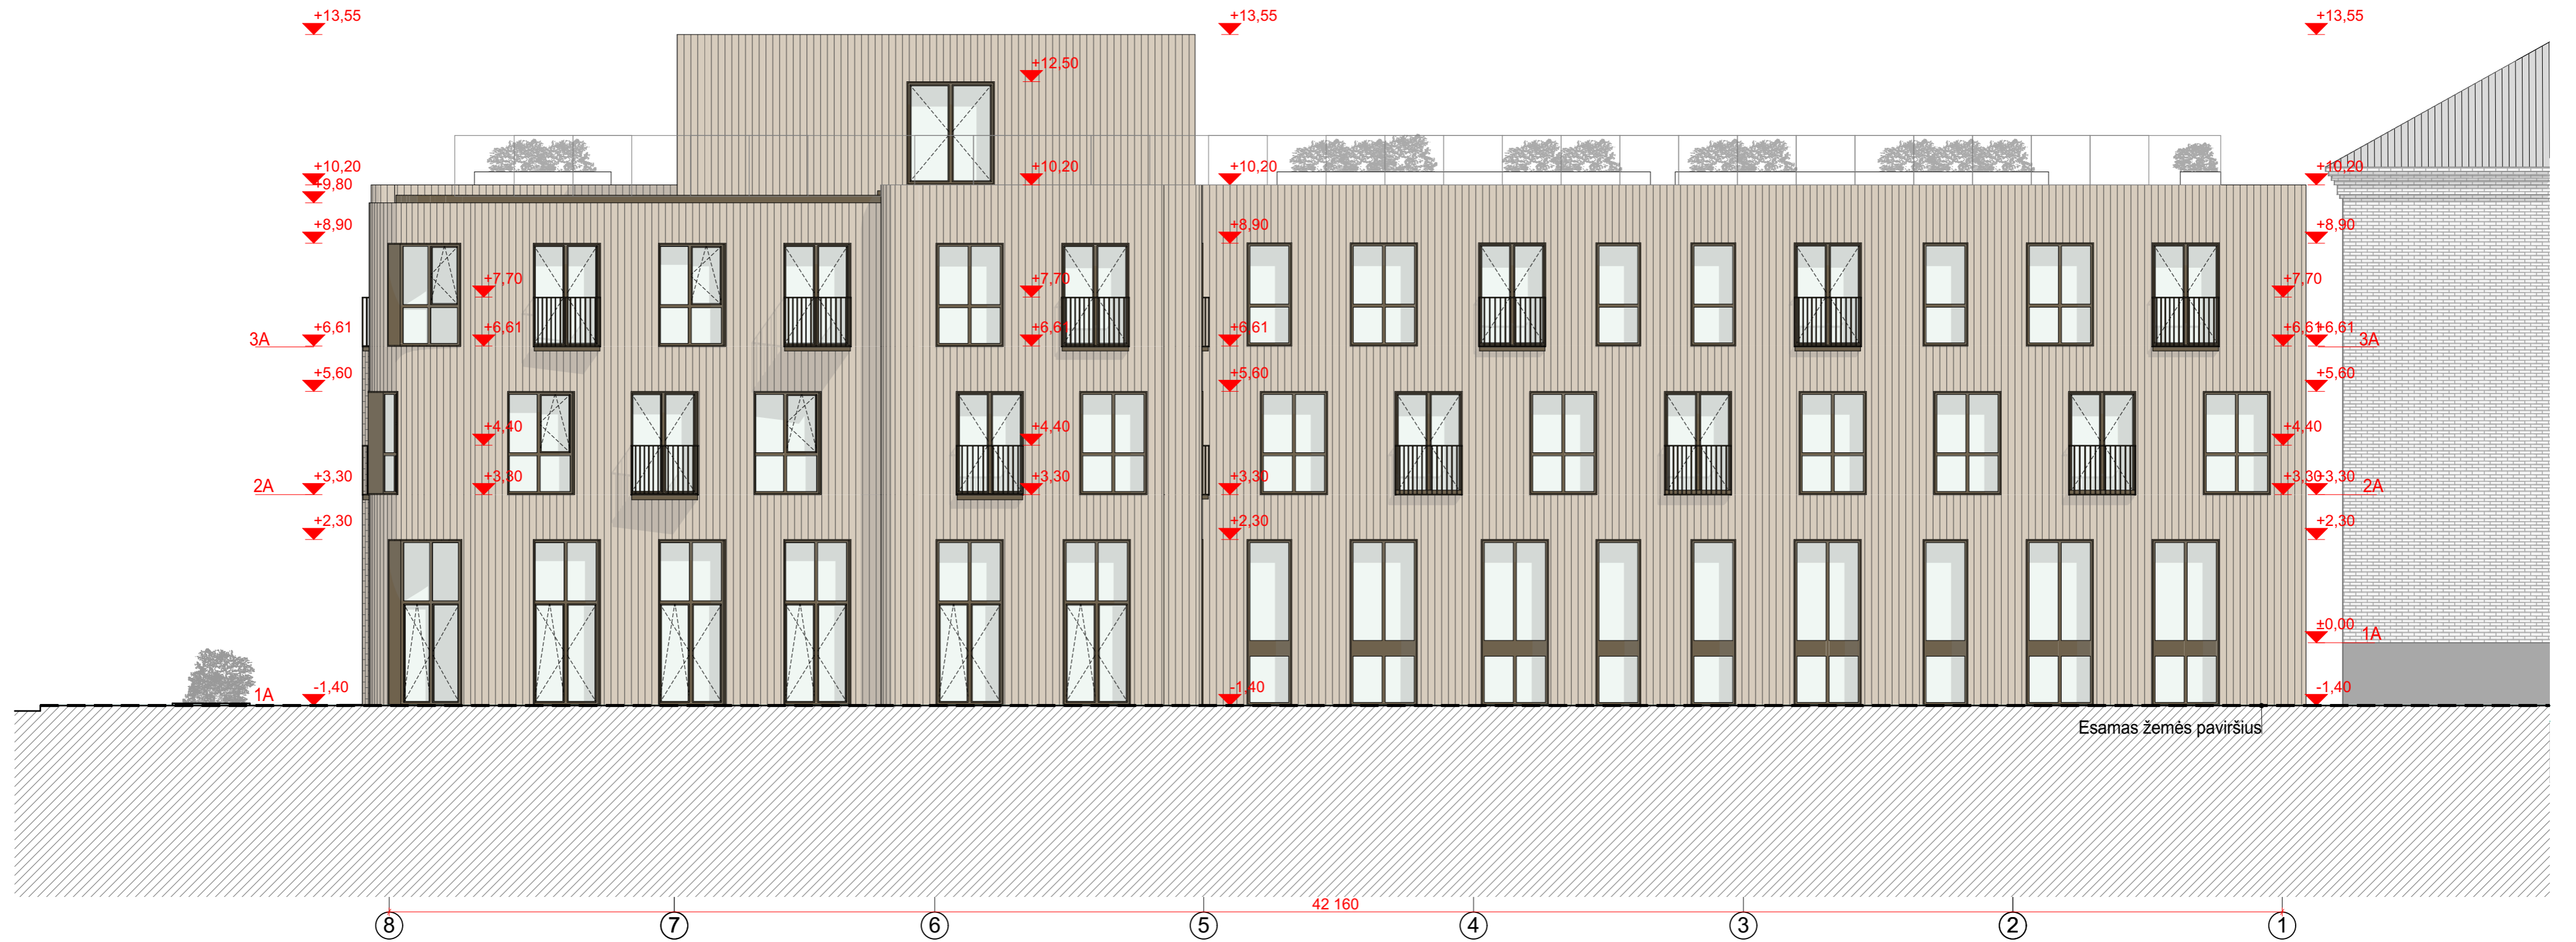 +13,55 +13,55 +13,55
+12,50
+10,20 +10,20 +10,20 +10,20
+9,80
+8,90 +8,90 +8,90
+7,70 +7,70 +7,70
3A +6,61 +6,61 +6,61 +6,61 +6,61 +6,61 3A
+5,60 +5,60 +5,60
+4,40 +4,40 +4,40
2A +3,30 +3,30 +3,30 +3,30 +3,30 +3,30 2A
+2,30 +2,30 +2,30
±0,00 1A
1A -1,40 -1,40 -1,40
Esamas žemės paviršius
42 160
8 7 6 5 4 3 2 1